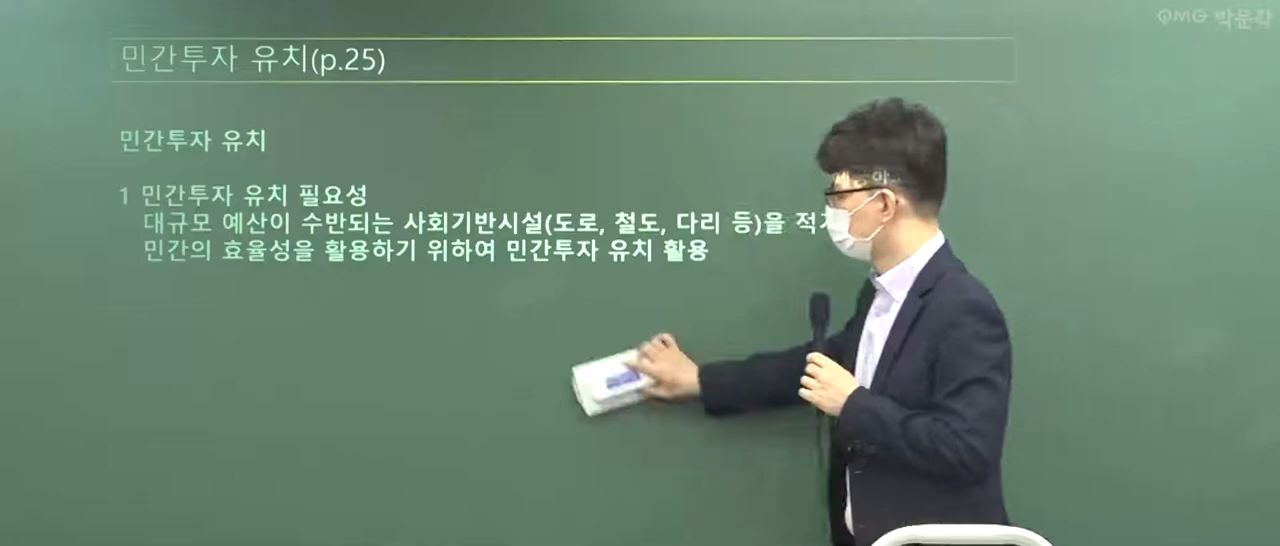 박문각
민간투자 유치(p.25)
민간투자 유치
1 민간투자 유치 필요성
대규모 예산이 수반되는 사회기반시설(도로, 철도, 다리 등)을
민간의 효율성을 활용하기 위하여 민간투자 유치 활용